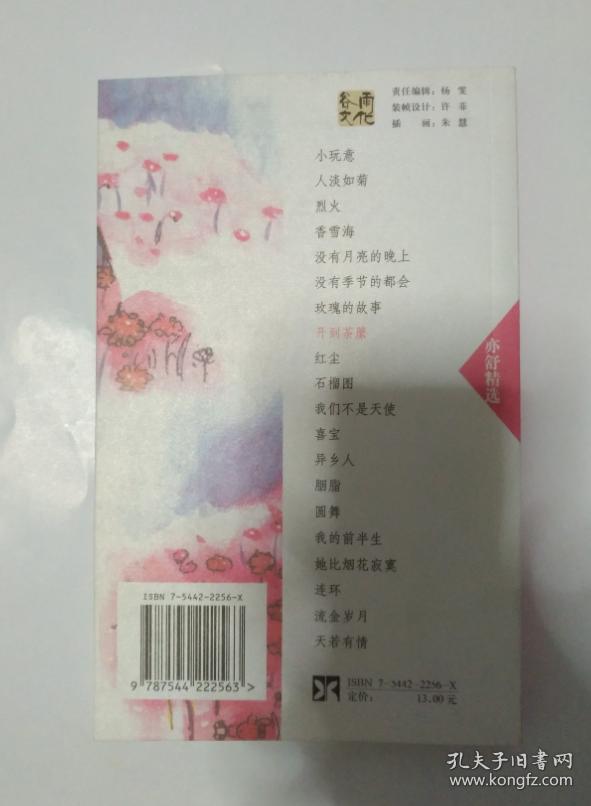 谷雨
文化
责任编辑：杨 雯
装帧设计：许 菲
插 画：朱 慧
小玩意
人淡如菊
烈火
香雪海
没有月亮的晚上
没有季节的都会
玫瑰的故事
开到荼蘼
红尘
石榴图
我们不是天使
喜宝
异乡人
胭脂
圆舞
我的前半生
她比烟花寂寞
连环
流金岁月
天若有情
亦舒精选
ISBN 7-5442-2256-X
9 787544 222563 >
ISBN 7-5442-2256-X
定价： 13.00 元
孔夫子旧书网
www.kongfz.com